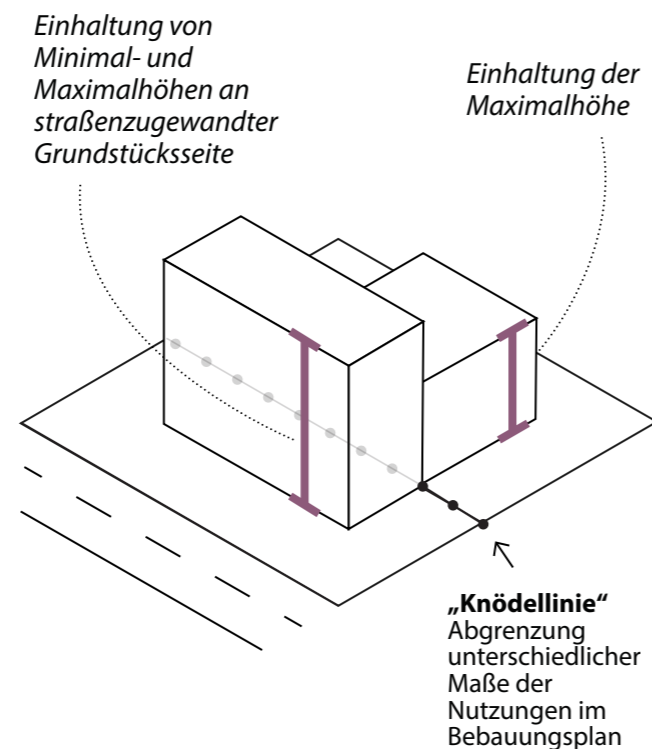 Einhaltung von
Minimal- und
Maximalhöhen an
straßenzugewandter
Grundstücksseite
Einhaltung der
Maximalhöhe
„Knödellinie“
Abgrenzung
unterschiedlicher
Maße der
Nutzungen im
Bebauungsplan